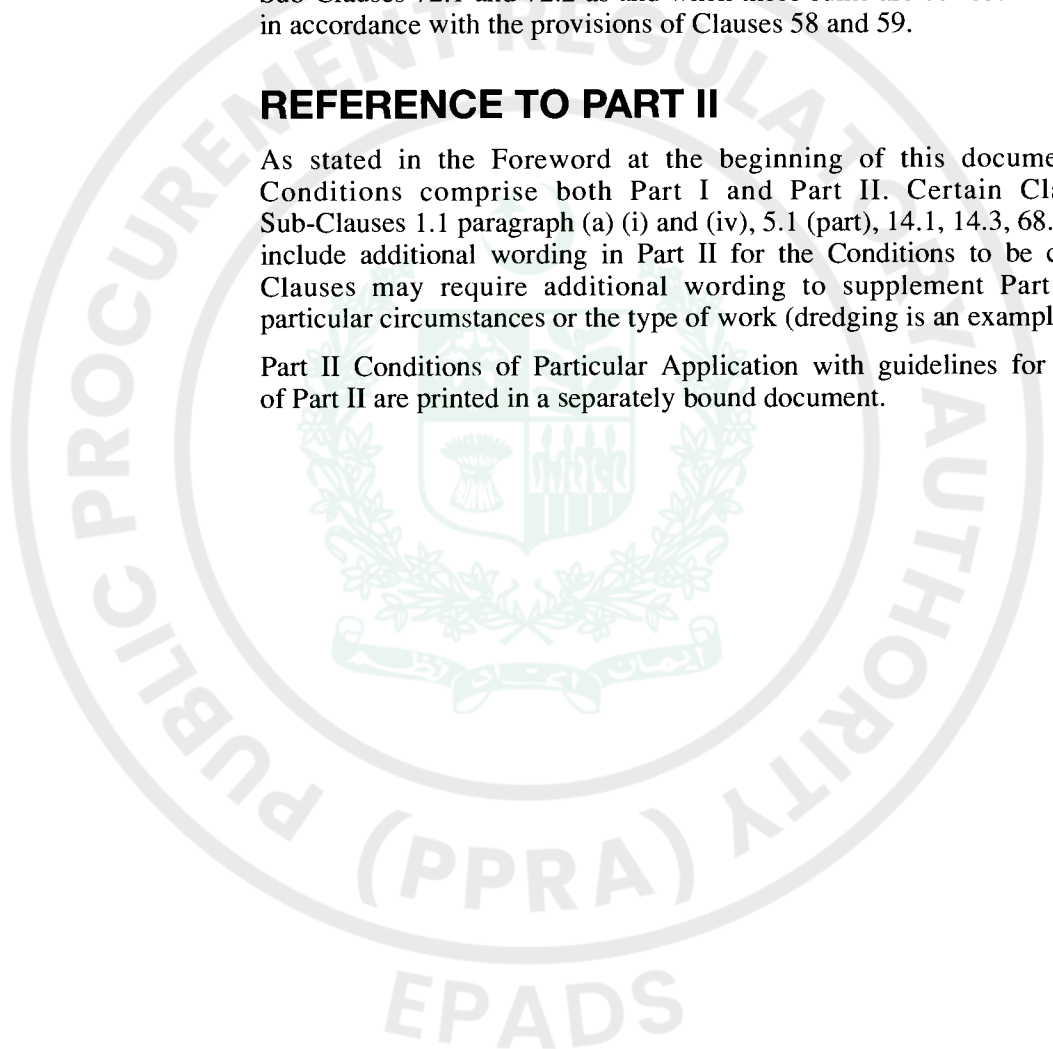 in accordance with the provisions of Clauses 58 and 59.
REFERENCE TO PART II
As stated in the Foreword at the beginning of this
Conditions comprise both Part I and Part II. Certain
Sub-Clauses 1.1 paragraph (a) (i) and (iv), 5.1 (part), 14.1, 14.3, 68.
include additional wording in Part II for the Conditions to be
Clauses may require additional wording to supplement Part
particular circumstances or the type of work (dredging is an
Part II Conditions of Particular Application with guidelines for
of Part II are printed in a separately bound document.
PUBLIC PROCUREMENT REGULATORY AUTHORITY
(PPRA)
EPADS